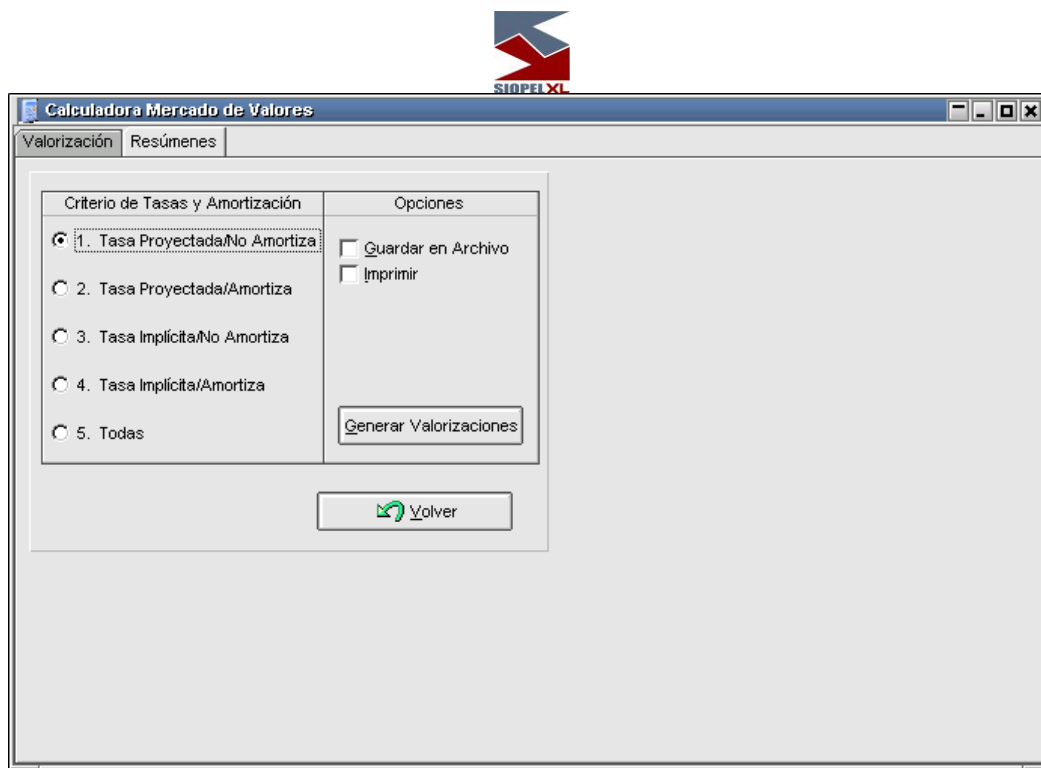 SIOPEL XL
Calculadora Mercado de Valores
Valorización Resúmenes
Criterio de Tasas y Amortización
1. Tasa Proyectada/No Amortiza
2. Tasa Proyectada/Amortiza
3. Tasa Implícita/No Amortiza
4. Tasa Implícita/Amortiza
5. Todas
Opciones
Guardar en Archivo
Imprimir
Generar Valorizaciones
Volver